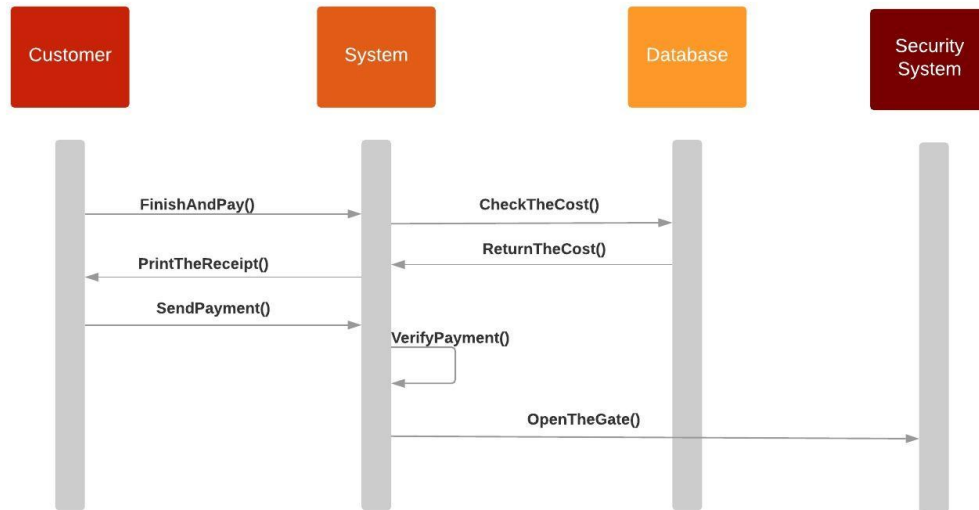 Customer
System
Database
Security
System
FinishAndPay()
CheckTheCost()
ReturnTheCost()
PrintTheReceipt()
SendPayment()
VerifyPayment()
OpenTheGate()